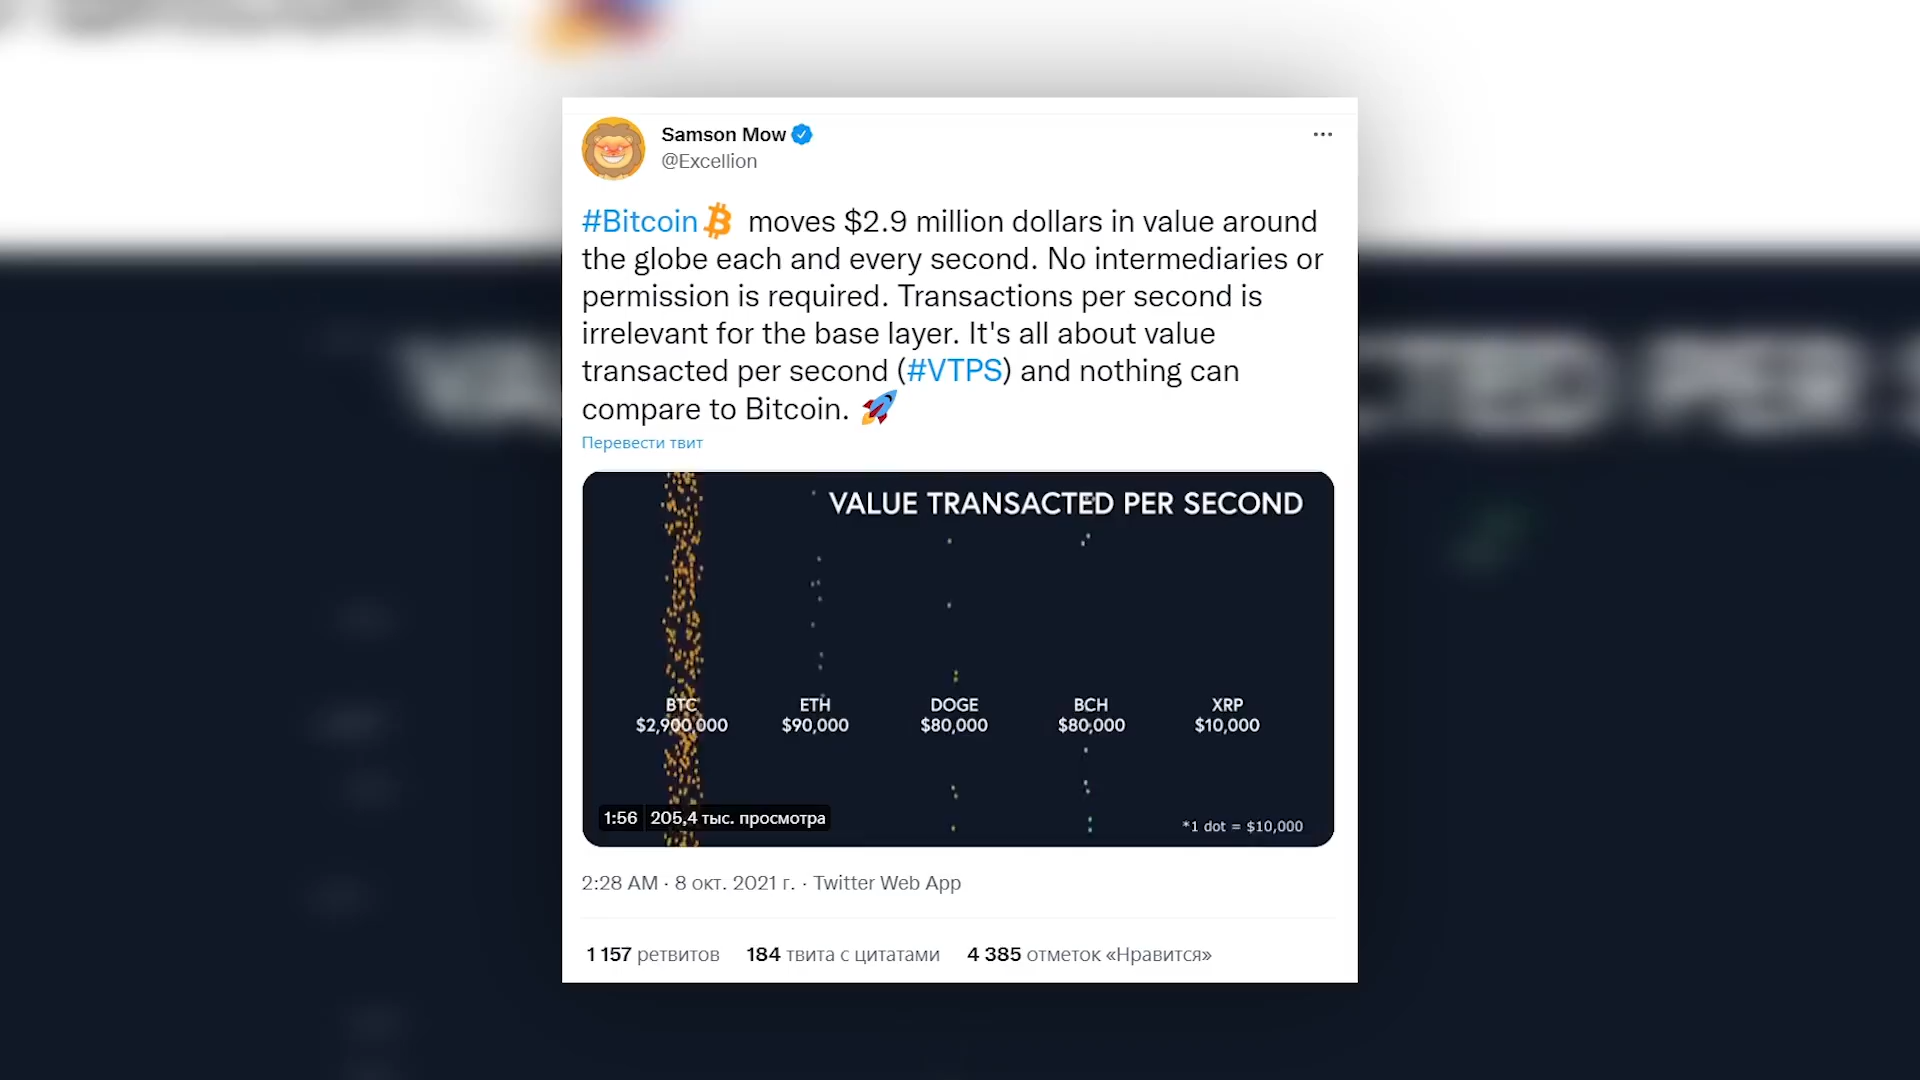 Samson Mow
@Excellion
#Bitcoin moves $2.9 million dollars in value around
the globe each and every second. No intermediaries or
permission is required. Transactions per second is
irrelevant for the base layer. It's all about value
transacted per second (#VTPS) and nothing can
compare to Bitcoin. 🚀
Перевести твит
VALUE TRANSACTED PER SECOND
BTC ETH DOGE BCH XRP
$2,900,000 $90,000 $80,000 $80,000 $10,000
1:56 205,4 тыс. просмотра
*1 dot = $10,000
2:28 AM · 8 окт. 2021 г. · Twitter Web App
1 157 ретвитов 184 твита с цитатами 4 385 отметок «Нравится»